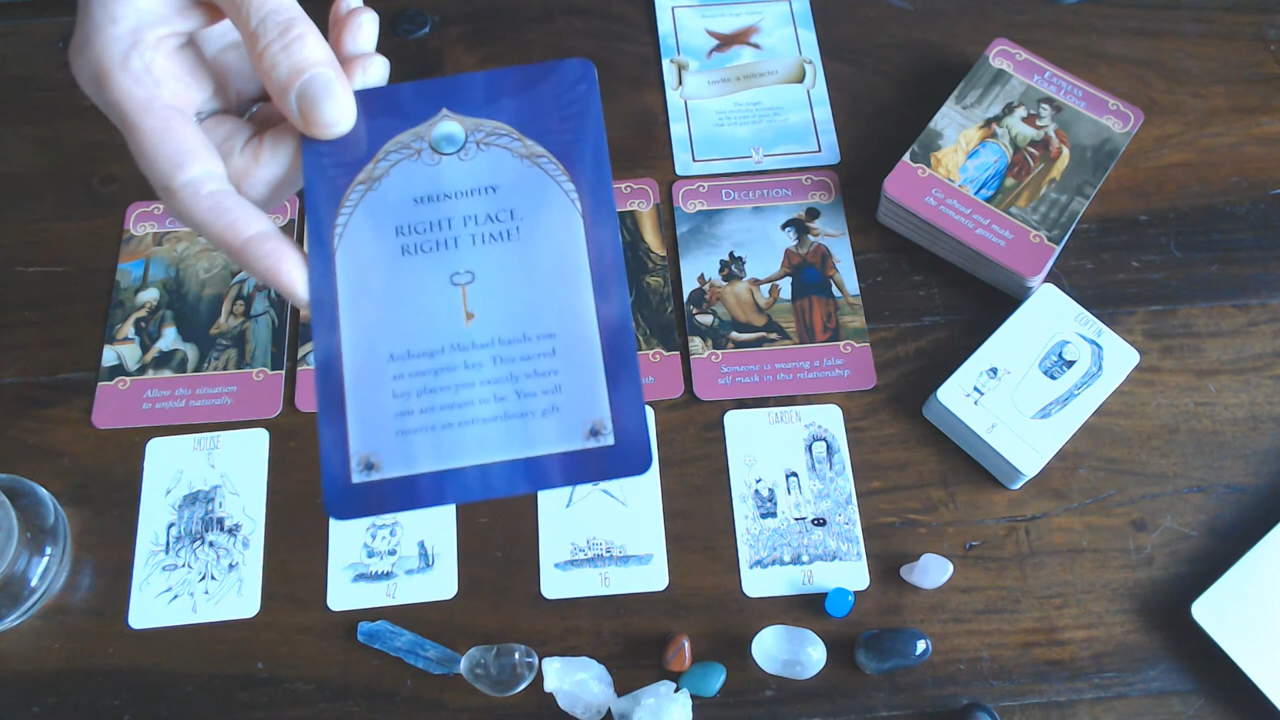 Invite a miracle!
EXPRESS
YOUR LOVE
Go ahead and make
the romantic gesture.
DECEPTION
Someone is wearing a false-
self mask in this relationship.
SERENDIPITY
RIGHT PLACE,
RIGHT TIME!
Archangel Michael hands you
an energetic key. This sacred
key places you exactly where
you are meant to be. You will
receive an extraordinary gift.
Allow this situation
to unfold naturally.
COFFIN
8
HOUSE
4
42
16
GARDEN
20